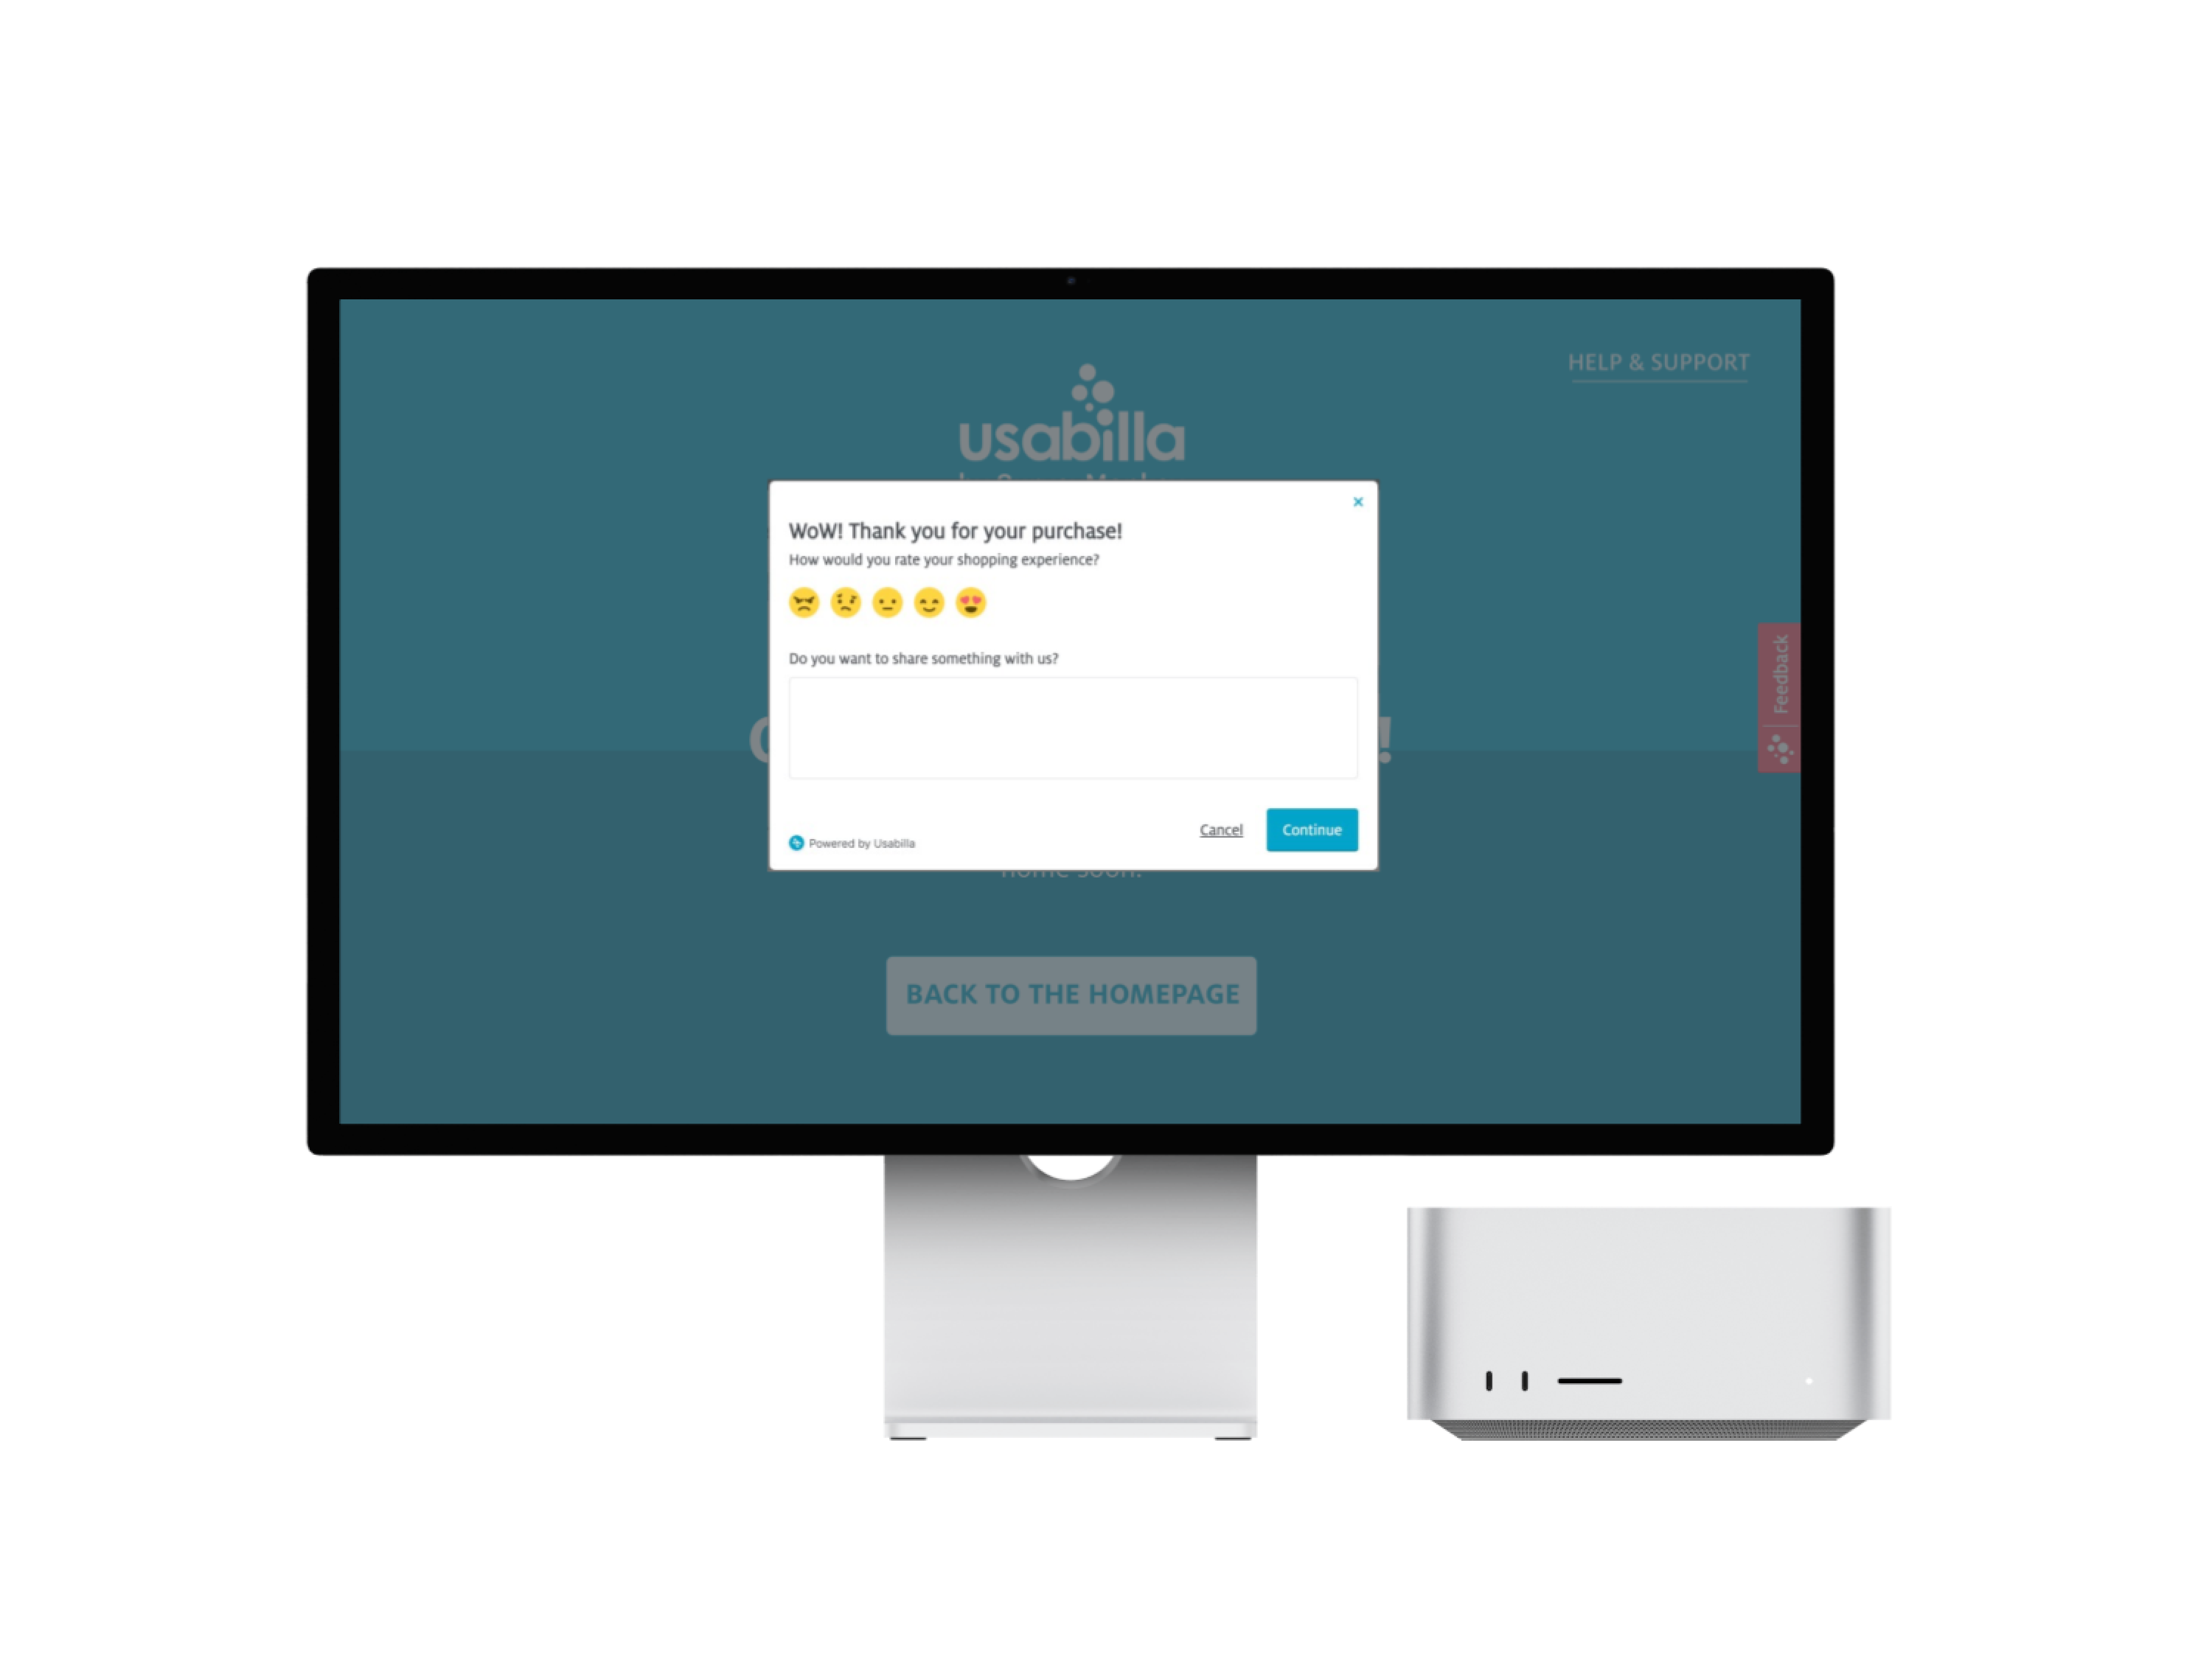 HELP & SUPPORT
usabilla
WoW! Thank you for your purchase!
How would you rate your shopping experience?
Do you want to share something with us?
Feedback
Cancel
Continue
Powered by Usabilla
BACK TO THE HOMEPAGE